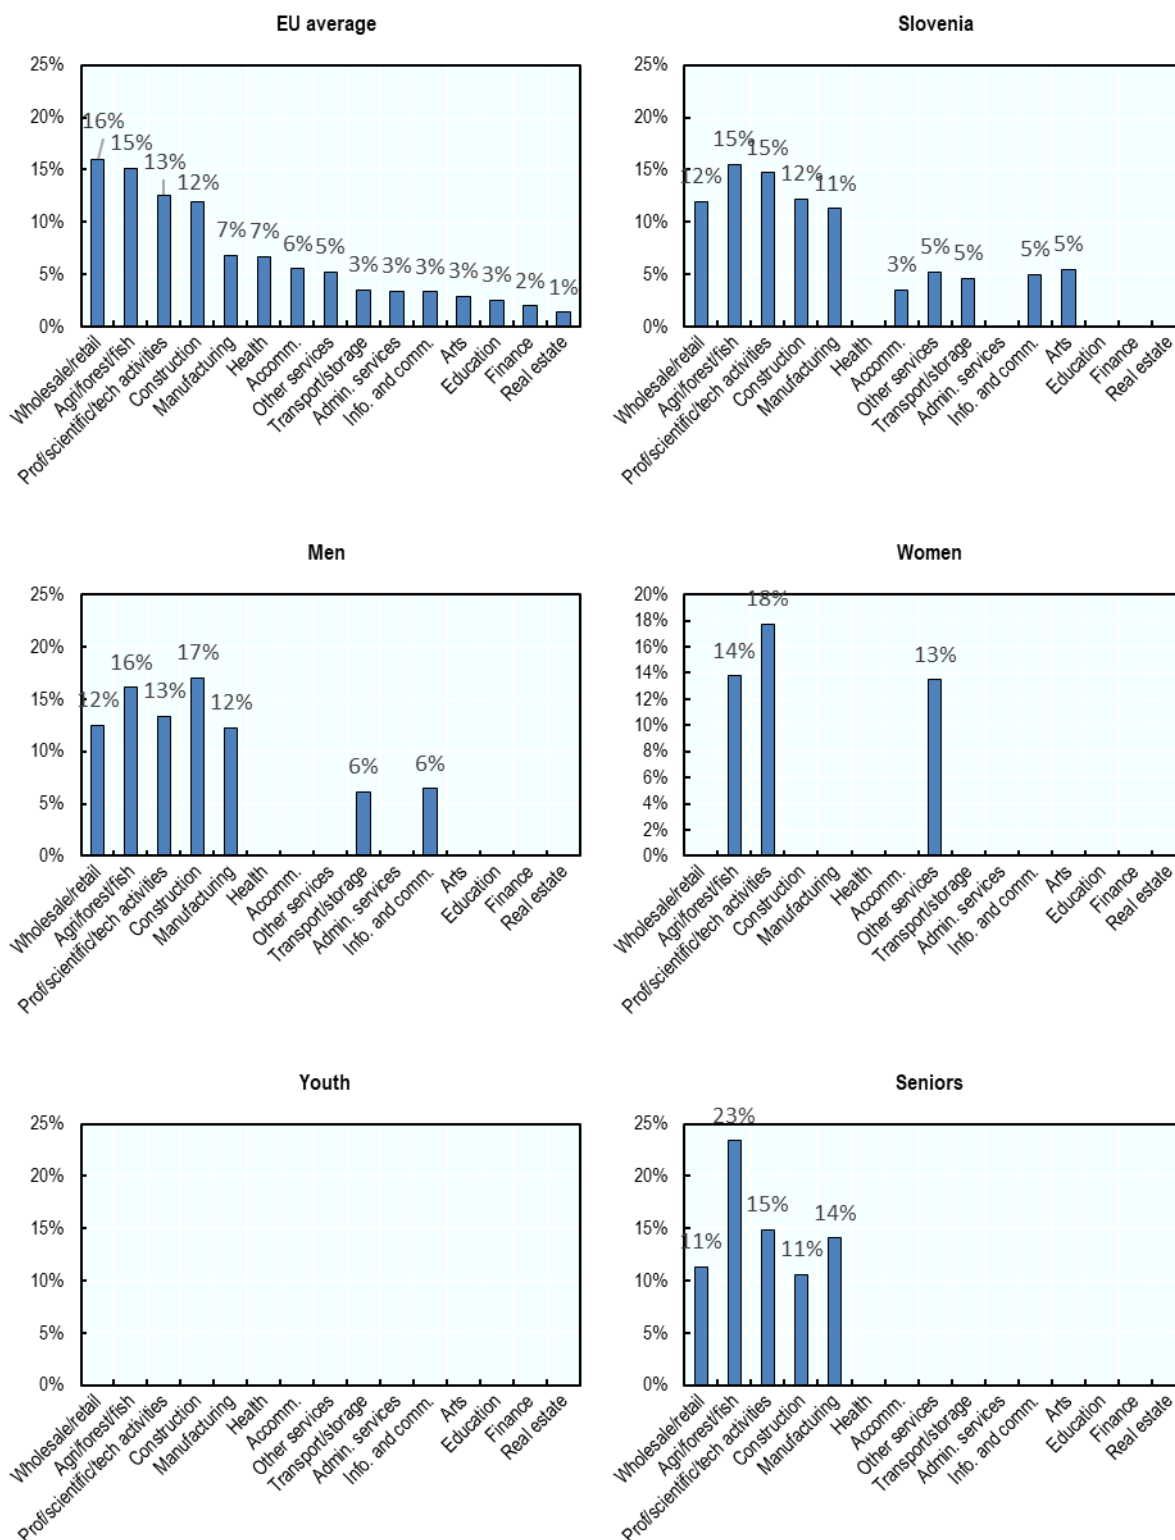 EU average
25%
20%
15%
10%
5%
0%
16%
15%
13%
12%
7%
7%
6%
5%
3%
3%
3%
3%
3%
2%
1%
Wholesale/retail
Agri/forest/fish
Prof/scientific/tech activities
Construction
Manufacturing
Health
Accomm.
Other services
Transport/storage
Admin. services
Info. and comm.
Arts
Education
Finance
Real estate
Slovenia
25%
20%
15%
10%
5%
0%
12%
15%
15%
12%
11%
3%
5%
5%
5%
5%
Wholesale/retail
Agri/forest/fish
Prof/scientific/tech activities
Construction
Manufacturing
Health
Accomm.
Other services
Transport/storage
Admin. services
Info. and comm.
Arts
Education
Finance
Real estate
Men
25%
20%
15%
10%
5%
0%
12%
16%
13%
17%
12%
6%
6%
Wholesale/retail
Agri/forest/fish
Prof/scientific/tech activities
Construction
Manufacturing
Health
Accomm.
Other services
Transport/storage
Admin. services
Info. and comm.
Arts
Education
Finance
Real estate
Women
20%
18%
16%
14%
12%
10%
8%
6%
4%
2%
0%
14%
18%
13%
Wholesale/retail
Agri/forest/fish
Prof/scientific/tech activities
Construction
Manufacturing
Health
Accomm.
Other services
Transport/storage
Admin. services
Info. and comm.
Arts
Education
Finance
Real estate
Youth
25%
20%
15%
10%
5%
0%
Wholesale/retail
Agri/forest/fish
Prof/scientific/tech activities
Construction
Manufacturing
Health
Accomm.
Other services
Transport/storage
Admin. services
Info. and comm.
Arts
Education
Finance
Real estate
Seniors
25%
20%
15%
10%
5%
0%
11%
23%
15%
11%
14%
Wholesale/retail
Agri/forest/fish
Prof/scientific/tech activities
Construction
Manufacturing
Health
Accomm.
Other services
Transport/storage
Admin. services
Info. and comm.
Arts
Education
Finance
Real estate